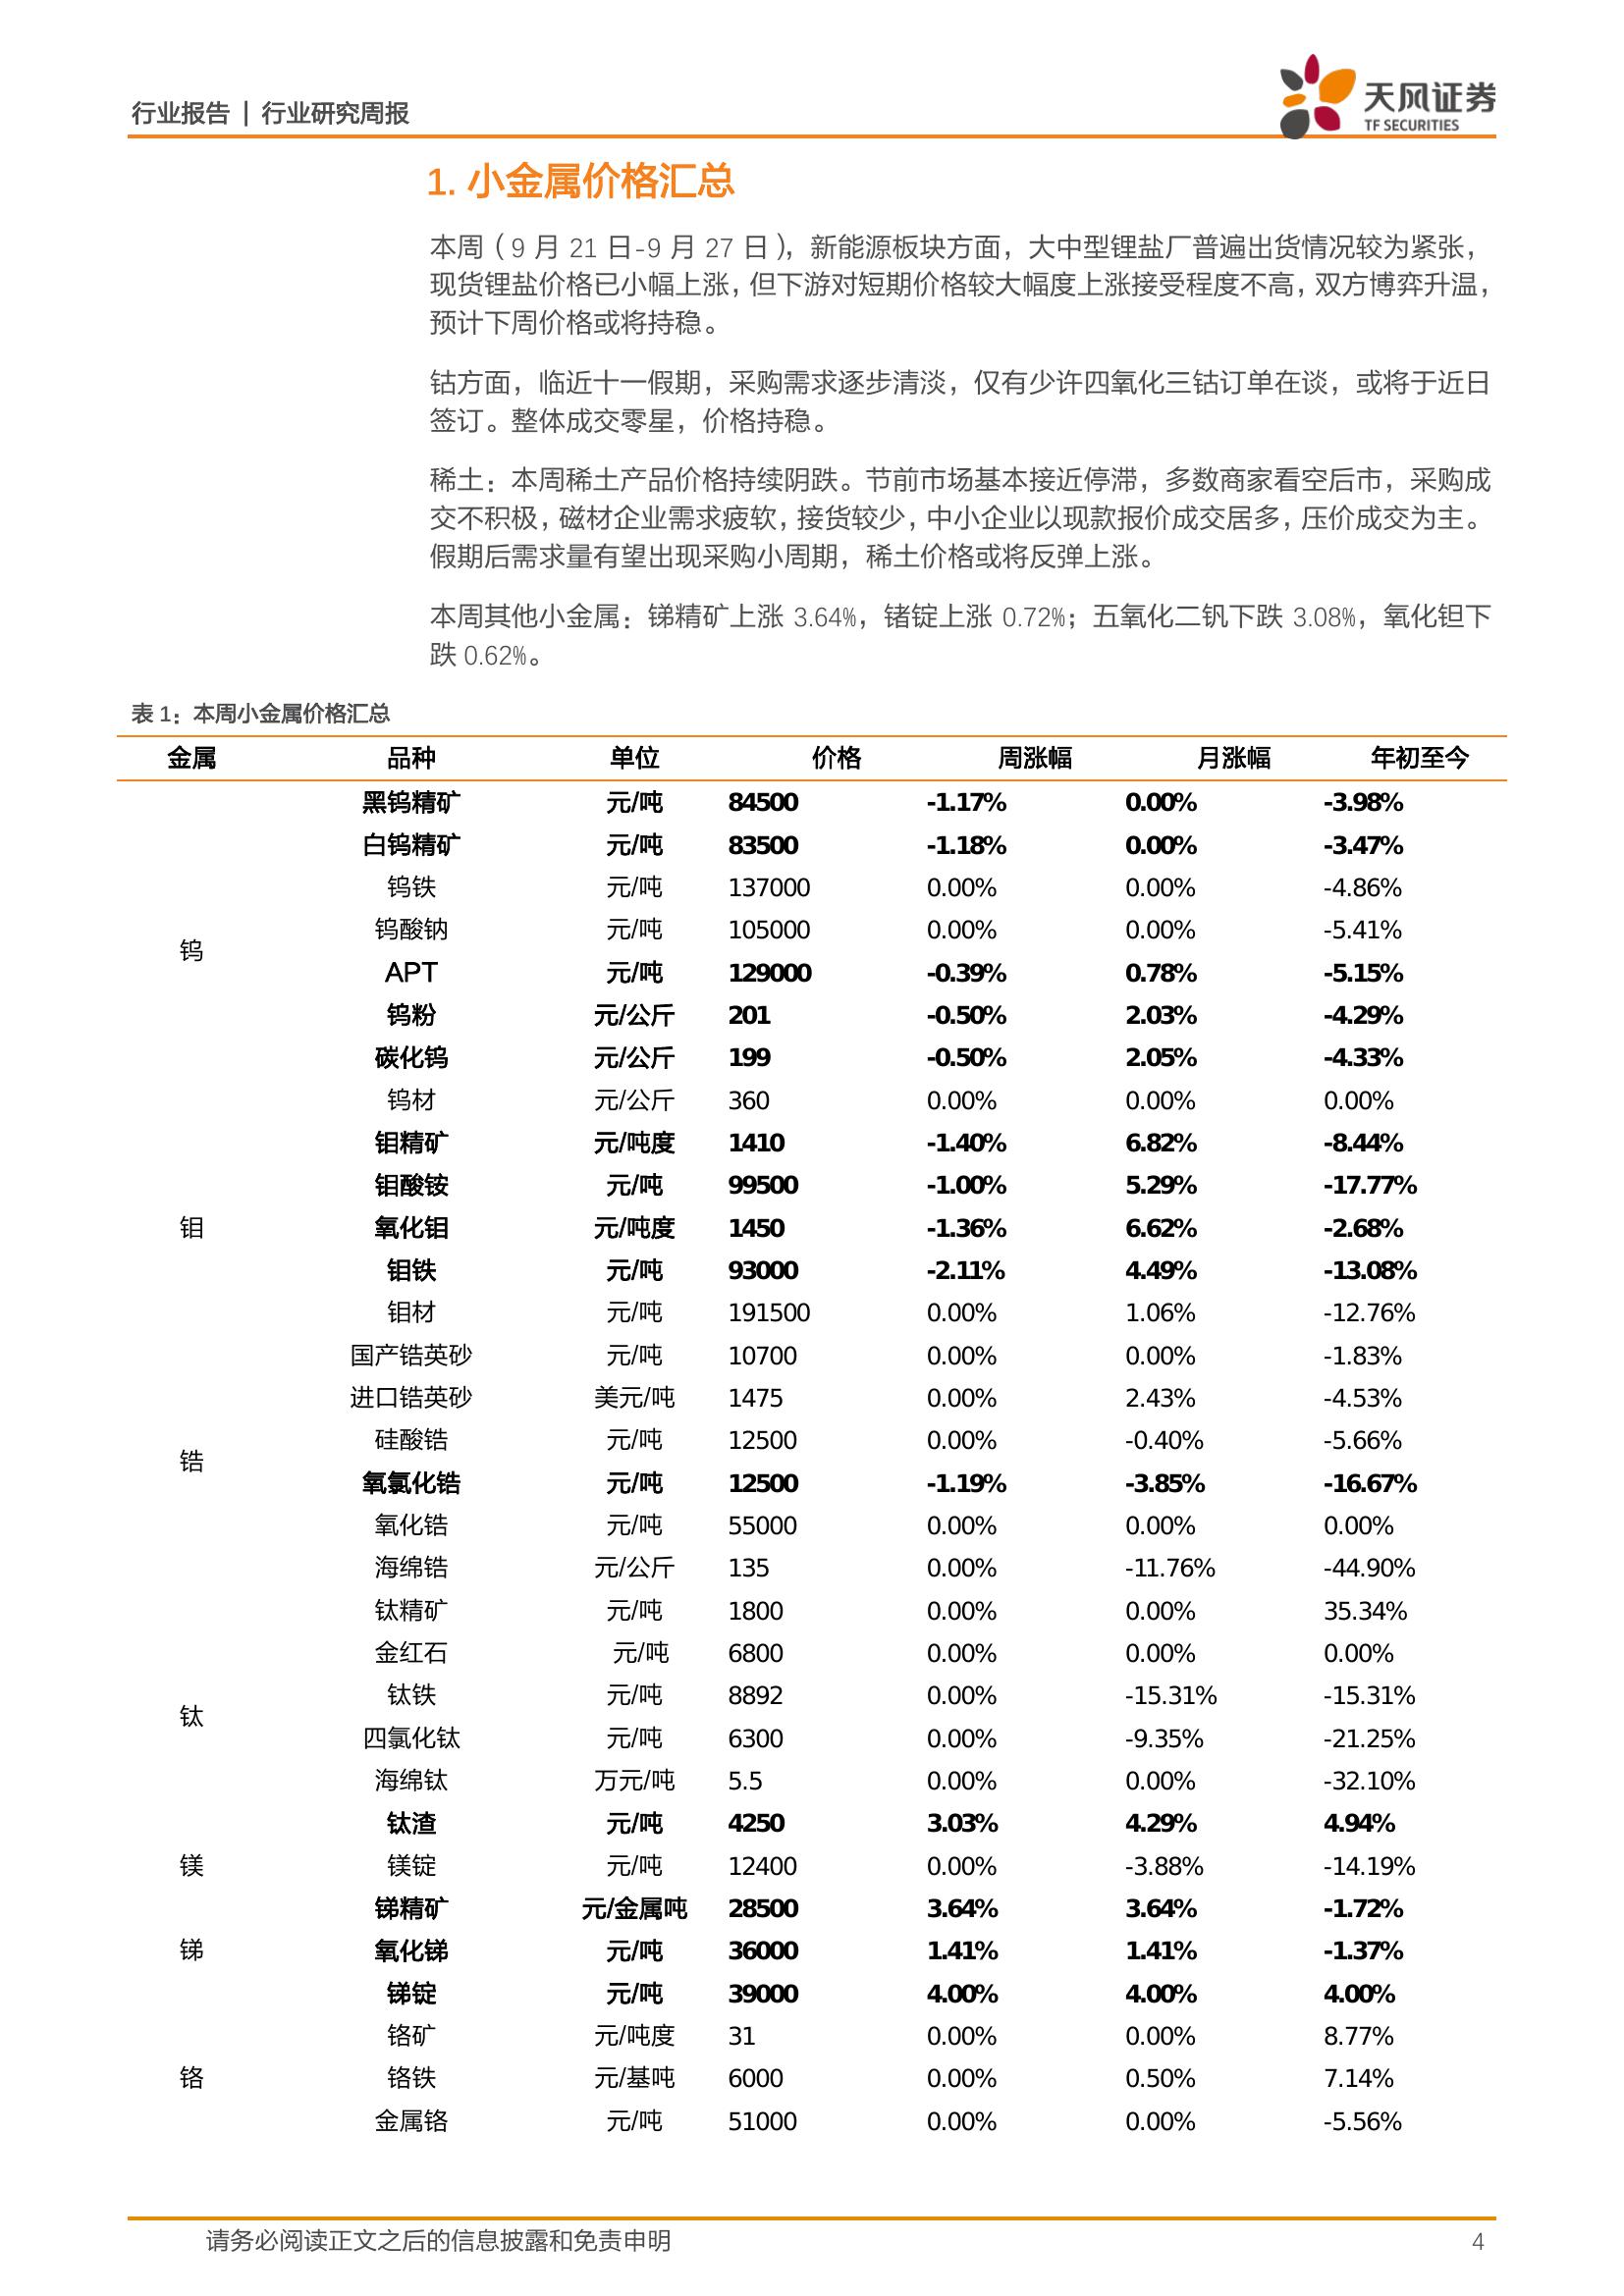 行业报告 | 行业研究周报
天风证券
TF SECURITIES
1. 小金属价格汇总
本周（9 月 21 日-9 月 27 日），新能源板块方面，大中型锂盐厂普遍出货情况较为紧张，
现货锂盐价格已小幅上涨，但下游对短期价格较大幅度上涨接受程度不高，双方博弈升温，
预计下周价格或将持稳。
钴方面，临近十一假期，采购需求逐步清淡，仅有少许四氧化三钴订单在谈，或将于近日
签订。整体成交零星，价格持稳。
稀土：本周稀土产品价格持续阴跌。节前市场基本接近停滞，多数商家看空后市，采购成
交不积极，磁材企业需求疲软，接货较少，中小企业以现款报价成交居多，压价成交为主。
假期后需求量有望出现采购小周期，稀土价格或将反弹上涨。
本周其他小金属：锑精矿上涨 3.64%，锗锭上涨 0.72%；五氧化二钒下跌 3.08%，氧化钽下
跌 0.62%。
表 1：本周小金属价格汇总
金属 品种 单位 价格 周涨幅 月涨幅 年初至今
黑钨精矿 元/吨 84500 -1.17% 0.00% -3.98%
白钨精矿 元/吨 83500 -1.18% 0.00% -3.47%
钨铁 元/吨 137000 0.00% 0.00% -4.86%
钨酸钠 元/吨 105000 0.00% 0.00% -5.41%
钨
APT 元/吨 129000 -0.39% 0.78% -5.15%
钨粉 元/公斤 201 -0.50% 2.03% -4.29%
碳化钨 元/公斤 199 -0.50% 2.05% -4.33%
钨材 元/公斤 360 0.00% 0.00% 0.00%
钼精矿 元/吨度 1410 -1.40% 6.82% -8.44%
钼酸铵 元/吨 99500 -1.00% 5.29% -17.77%
钼 氧化钼 元/吨度 1450 -1.36% 6.62% -2.68%
钼铁 元/吨 93000 -2.11% 4.49% -13.08%
钼材 元/吨 191500 0.00% 1.06% -12.76%
国产锆英砂 元/吨 10700 0.00% 0.00% -1.83%
进口锆英砂 美元/吨 1475 0.00% 2.43% -4.53%
硅酸锆 元/吨 12500 0.00% -0.40% -5.66%
锆
氧氯化锆 元/吨 12500 -1.19% -3.85% -16.67%
氧化锆 元/吨 55000 0.00% 0.00% 0.00%
海绵锆 元/公斤 135 0.00% -11.76% -44.90%
钛精矿 元/吨 1800 0.00% 0.00% 35.34%
金红石 元/吨 6800 0.00% 0.00% 0.00%
钛铁 元/吨 8892 0.00% -15.31% -15.31%
钛
四氯化钛 元/吨 6300 0.00% -9.35% -21.25%
海绵钛 万元/吨 5.5 0.00% 0.00% -32.10%
钛渣 元/吨 4250 3.03% 4.29% 4.94%
镁 镁锭 元/吨 12400 0.00% -3.88% -14.19%
锑精矿 元/金属吨 28500 3.64% 3.64% -1.72%
锑 氧化锑 元/吨 36000 1.41% 1.41% -1.37%
锑锭 元/吨 39000 4.00% 4.00% 4.00%
铬矿 元/吨度 31 0.00% 0.00% 8.77%
铬 铬铁 元/基吨 6000 0.00% 0.50% 7.14%
金属铬 元/吨 51000 0.00% 0.00% -5.56%
请务必阅读正文之后的信息披露和免责申明 4